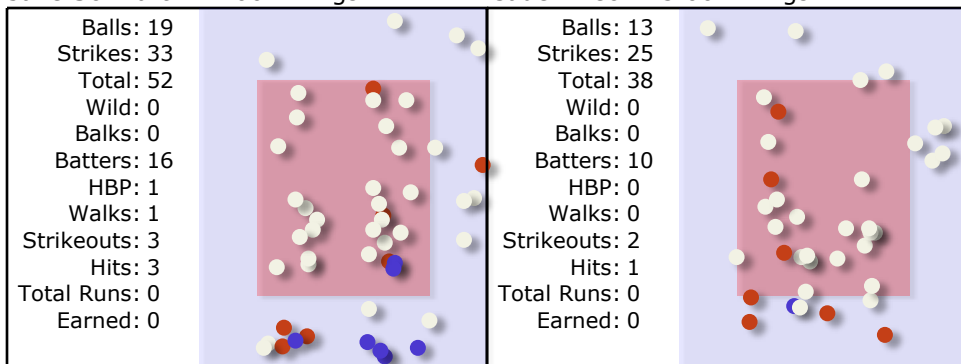 Balls: 19
Strikes: 33
Total: 52
Wild: 0
Balks: 0
Batters: 16
HBP: 1
Walks: 1
Strikeouts: 3
Hits: 3
Total Runs: 0
Earned: 0
Balls: 13
Strikes: 25
Total: 38
Wild: 0
Balks: 0
Batters: 10
HBP: 0
Walks: 0
Strikeouts: 2
Hits: 1
Total Runs: 0
Earned: 0